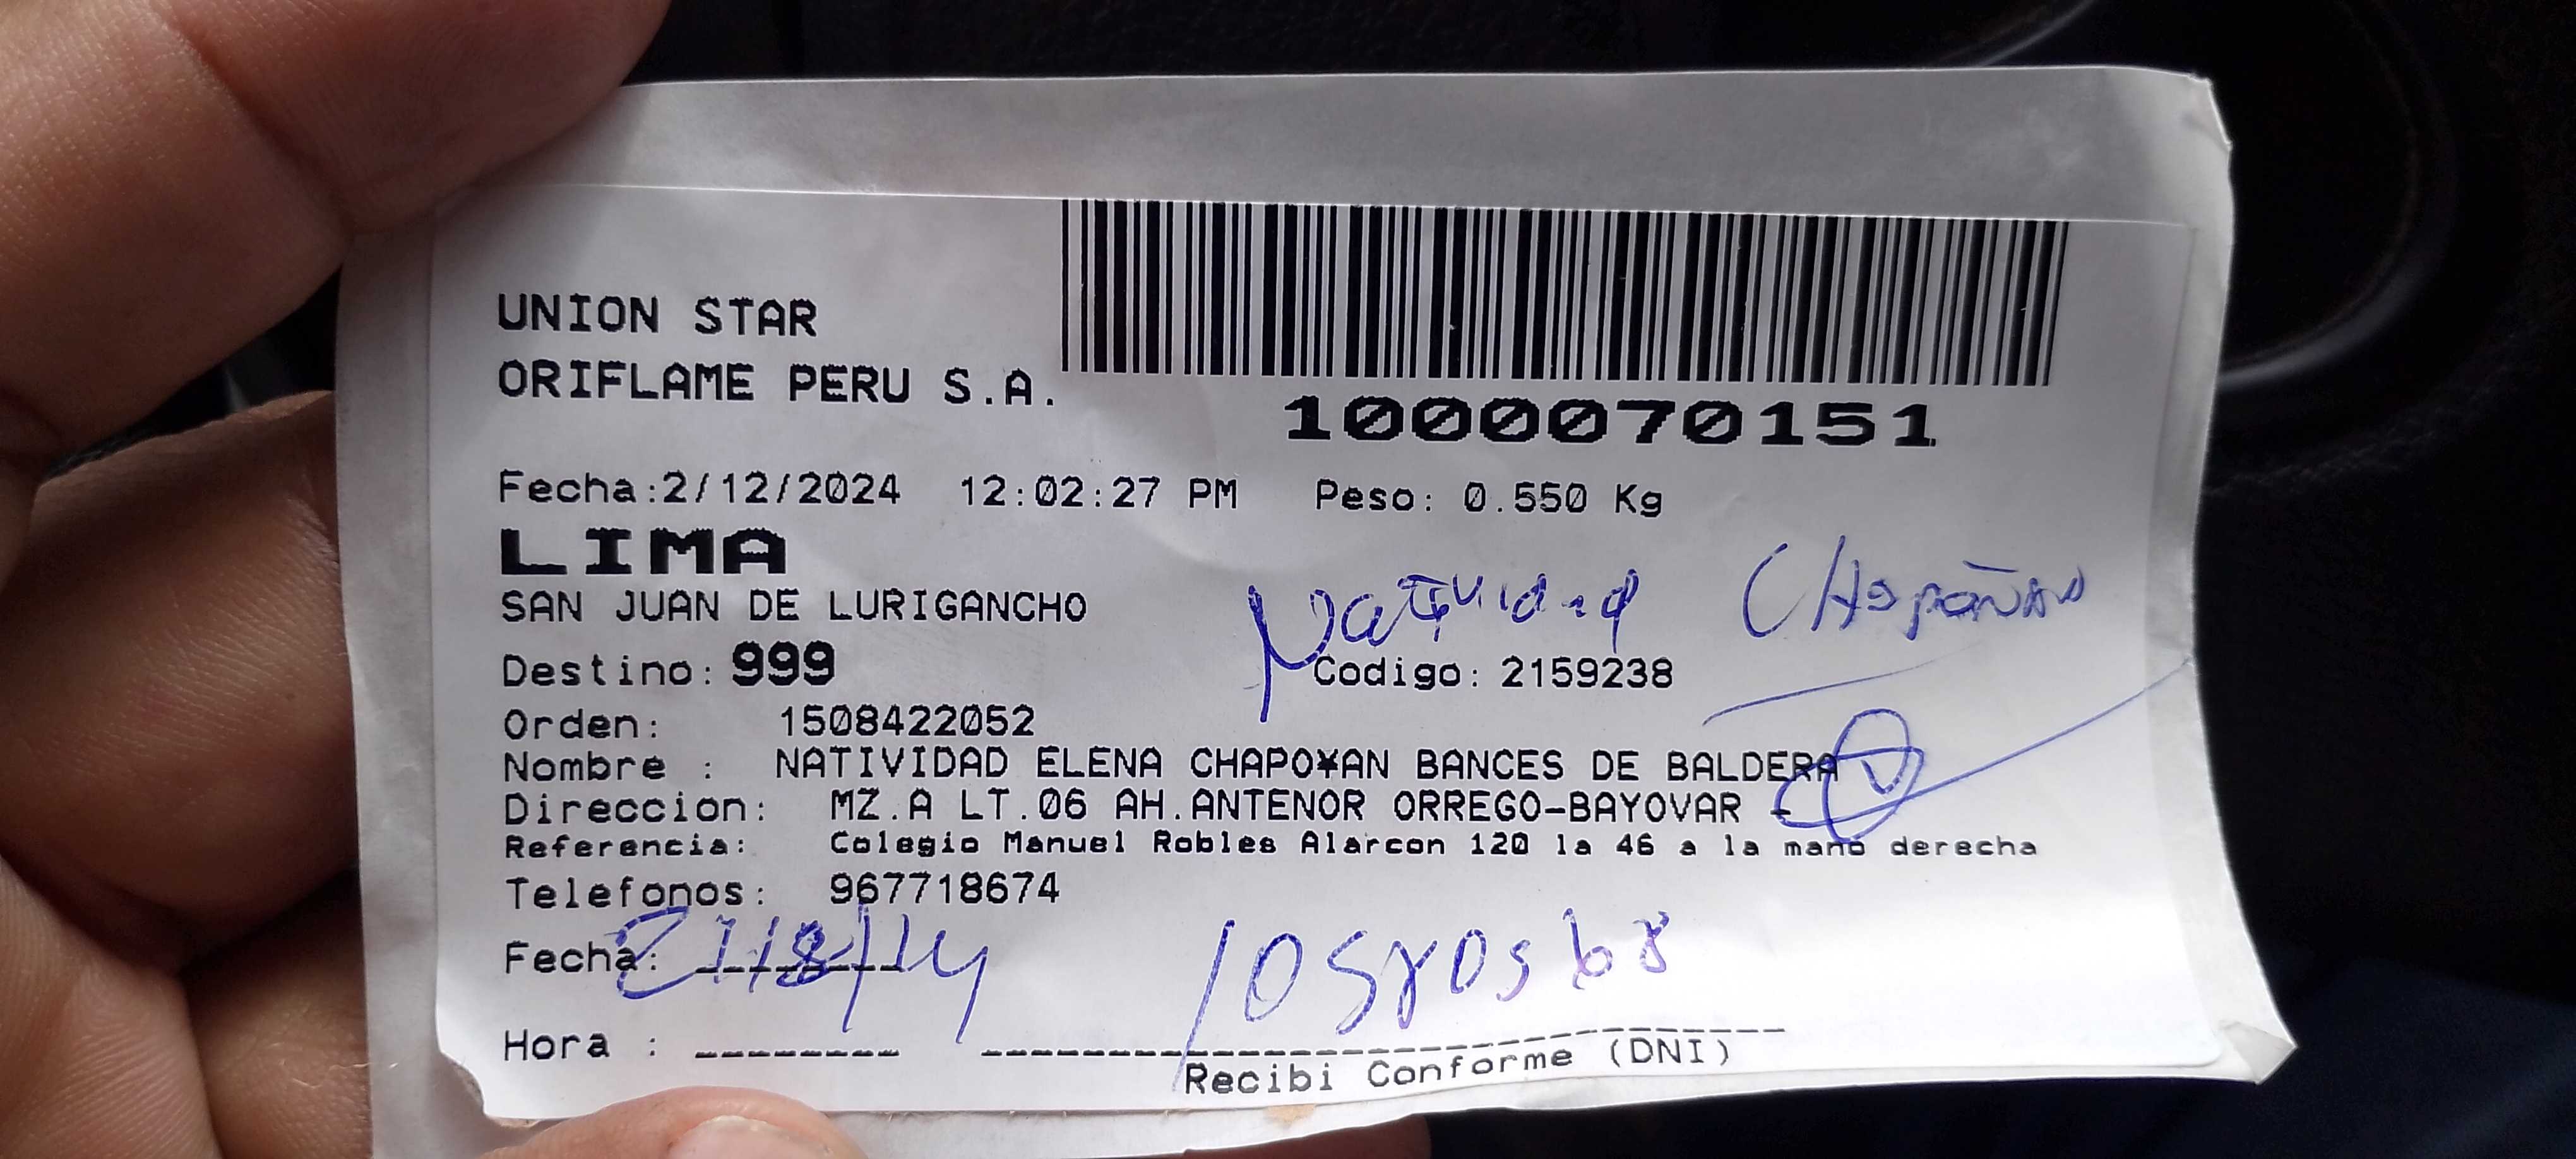 UNION STAR
ORIFLAME PERU S.A.
1000070151
Fecha:2/12/2024 12:02:27 PM Peso: 0.550 Kg
LIMA
SAN JUAN DE LURIGANCHO
Natividad Chapoñan
Destino: 999 Codigo: 2159238
Orden: 1508422052
Nombre : NATIVIDAD ELENA CHAPO¥AN BANCES DE BALDERA
Direccion: MZ.A LT.06 AH.ANTENOR ORREGO-BAYOVAR -
Referencia: Colegio Manuel Robles Alarcon 120 la 46 a la mano derecha
Telefonos: 967718674
Fecha:
Hora :
Recibi Conforme (DNI)